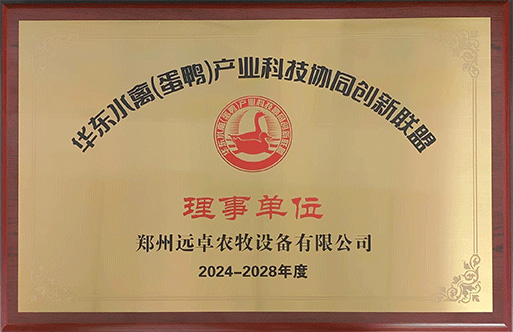 华东水禽(蛋鸭)产业科技协同创新联盟
理事单位
郑州远卓农牧设备有限公司
2024-2028年度